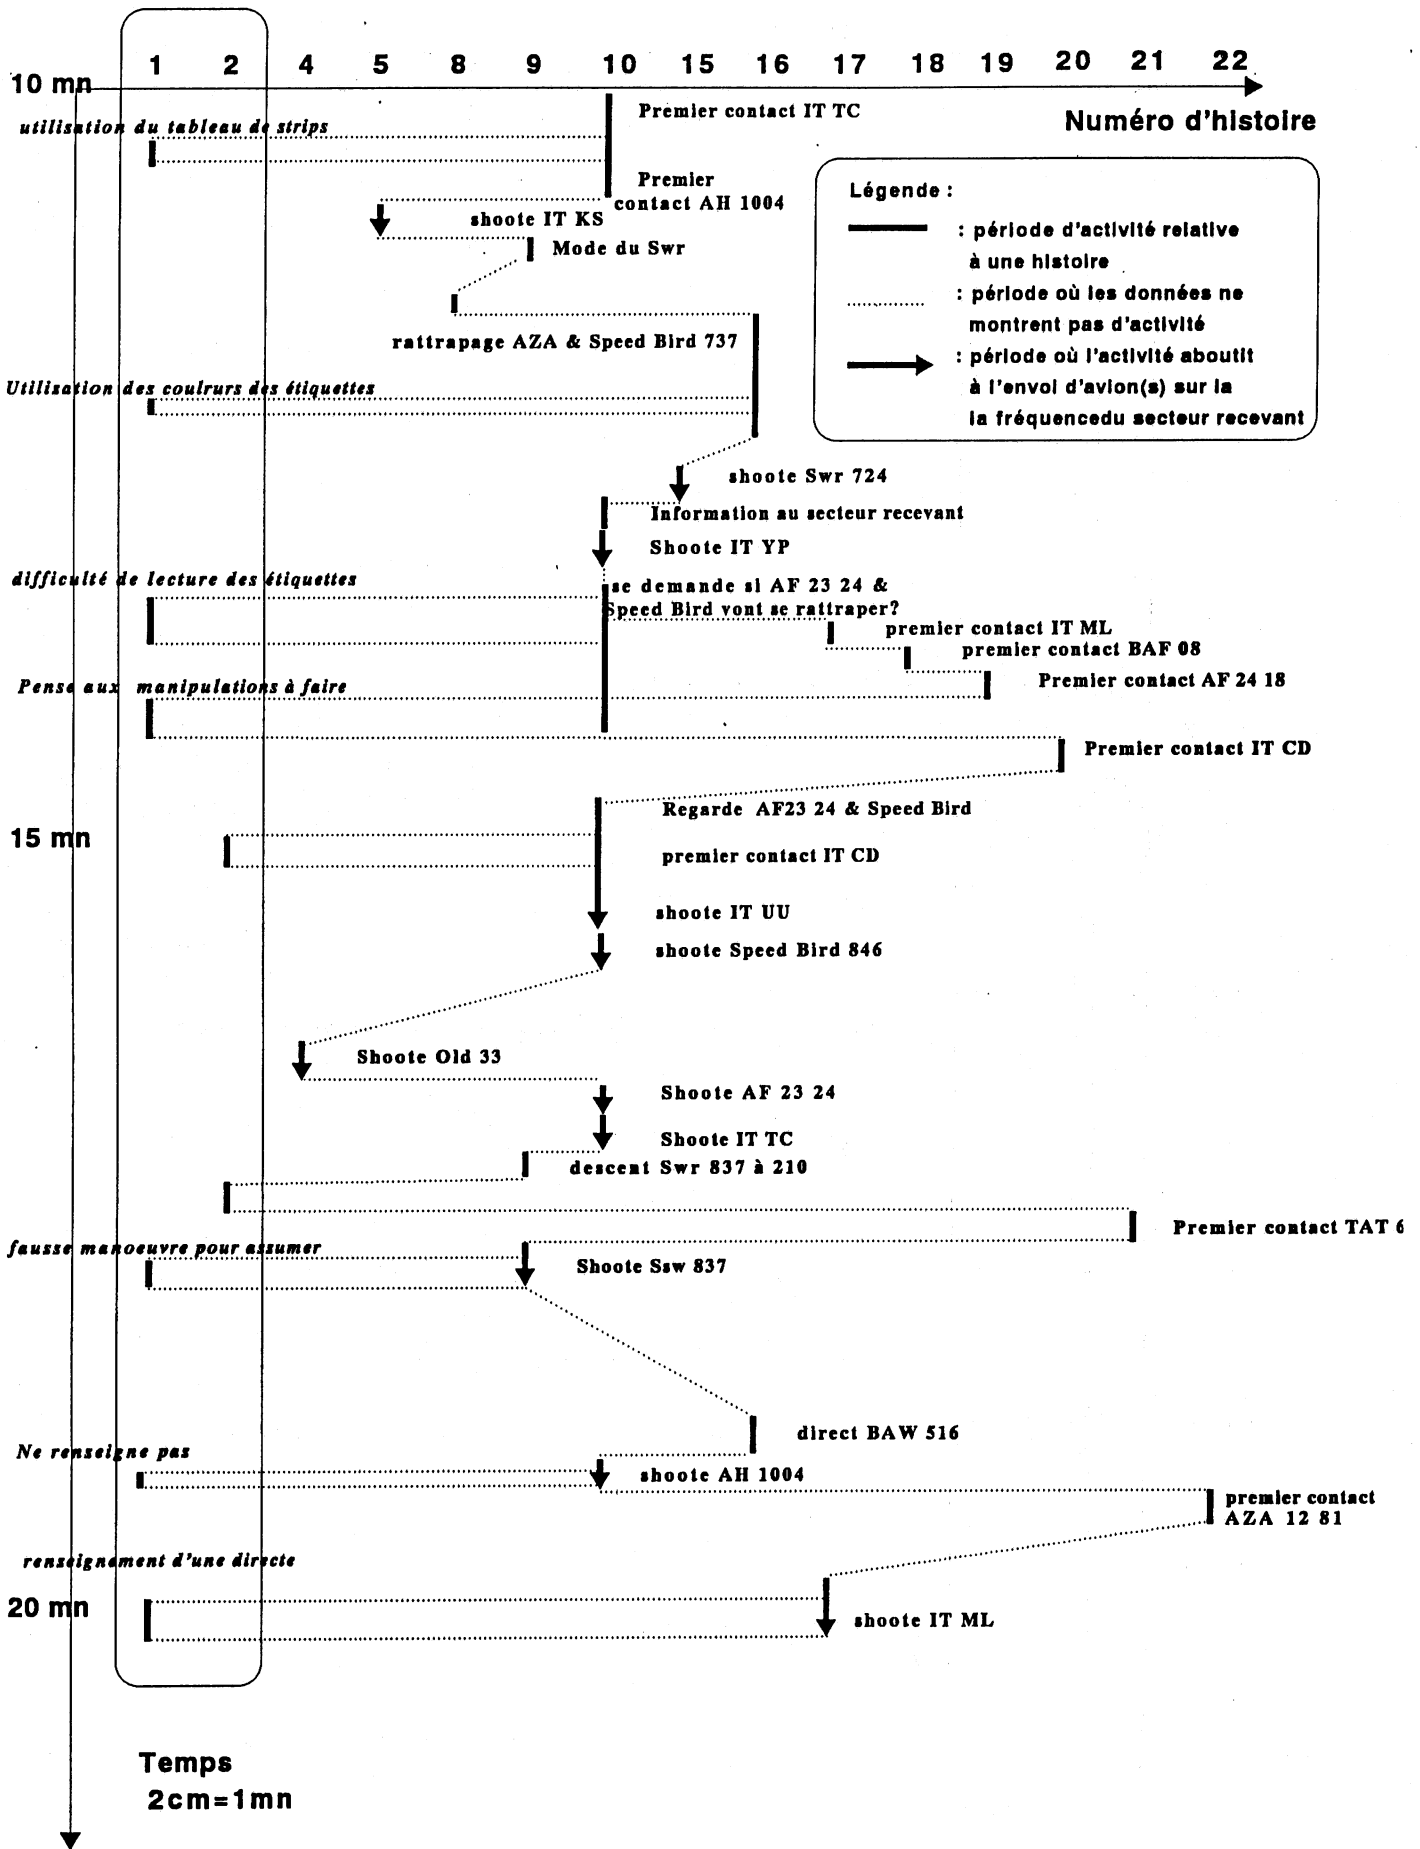 1 2 4 5 8 9 10 15 16 17 18 19 20 21 22
10 mn
Numéro d'histoire
Premier contact IT TC
utilisation du tableau de strips
Premier
contact AH 1004
shoote IT KS
Mode du Swr
Légende :
: période d'activité relative
à une histoire
: période où les données ne
montrent pas d'activité
: période où l'activité aboutit
à l'envoi d'avion(s) sur la
la fréquencedu secteur recevant
rattrapage AZA & Speed Bird 737
Utilisation des coulrurs des étiquettes
shoote Swr 724
Information au secteur recevant
Shoote IT YP
difficulté de lecture des étiquettes
se demande si AF 23 24 &
Speed Bird vont se rattraper?
premier contact IT ML
premier contact BAF 08
Premier contact AF 24 18
Pense aux manipulations à faire
Premier contact IT CD
Regarde AF23 24 & Speed Bird
15 mn
premier contact IT CD
shoote IT UU
shoote Speed Bird 846
Shoote Old 33
Shoote AF 23 24
Shoote IT TC
descent Swr 837 à 210
Premier contact TAT 6
fausse manoeuvre pour assumer
Shoote Ssw 837
direct BAW 516
Ne renseigne pas
shoote AH 1004
premier contact
AZA 12 81
renseignement d'une directe
20 mn
shoote IT ML
Temps
2cm=1mn